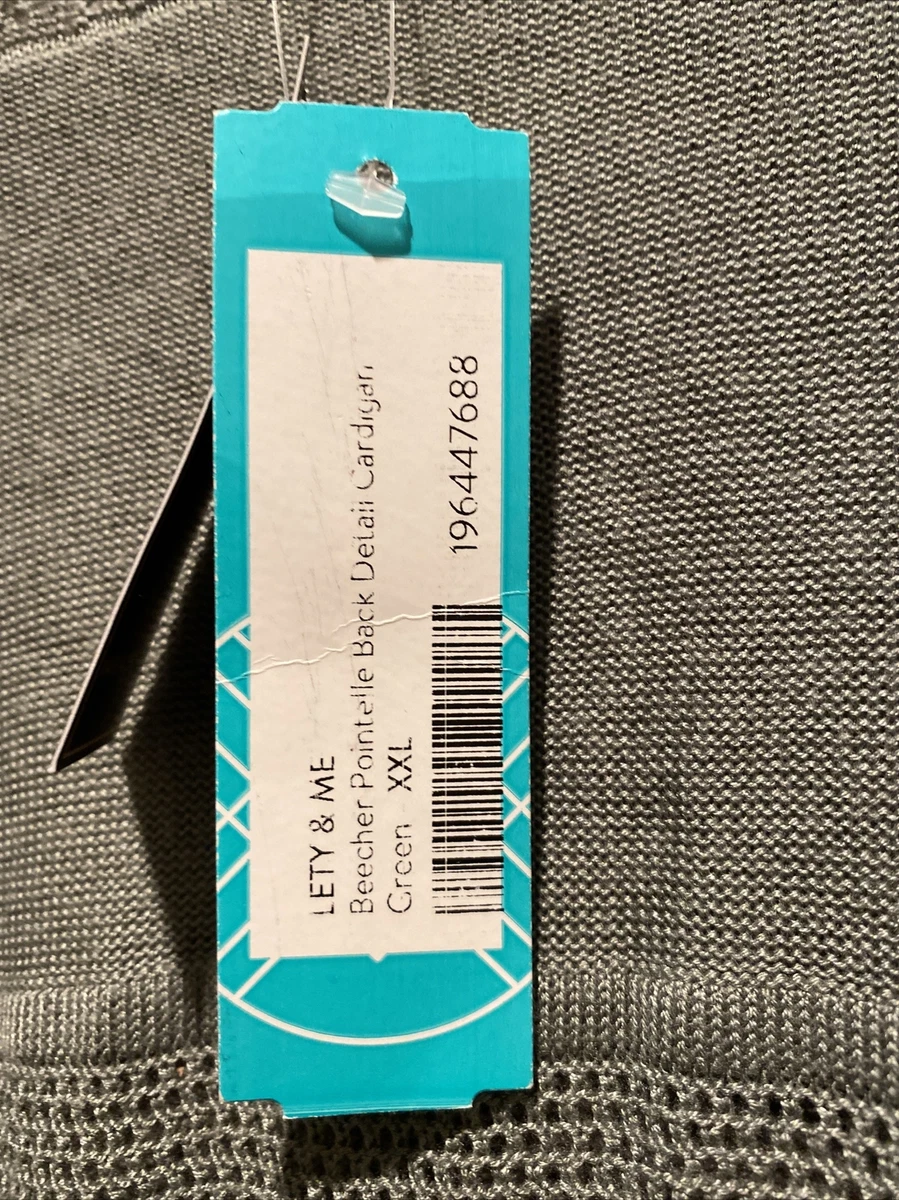 LETY & ME
Beecher Pointelle Back Detail Cardigan
Green XXL
196447688